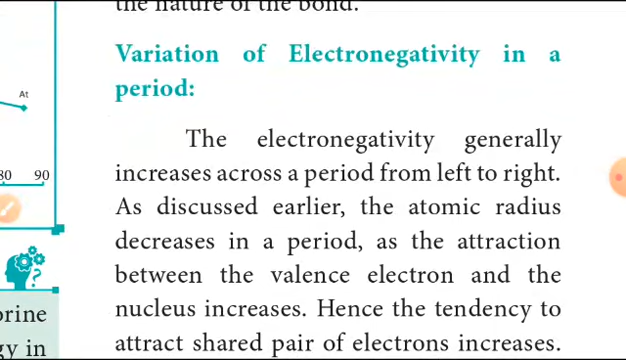 the nature of the bond.
Variation of Electronegativity in a
period:
The electronegativity generally
increases across a period from left to right.
As discussed earlier, the atomic radius
decreases in a period, as the attraction
between the valence electron and the
nucleus increases. Hence the tendency to
attract shared pair of electrons increases.
At
80 90
?
orine
gy in